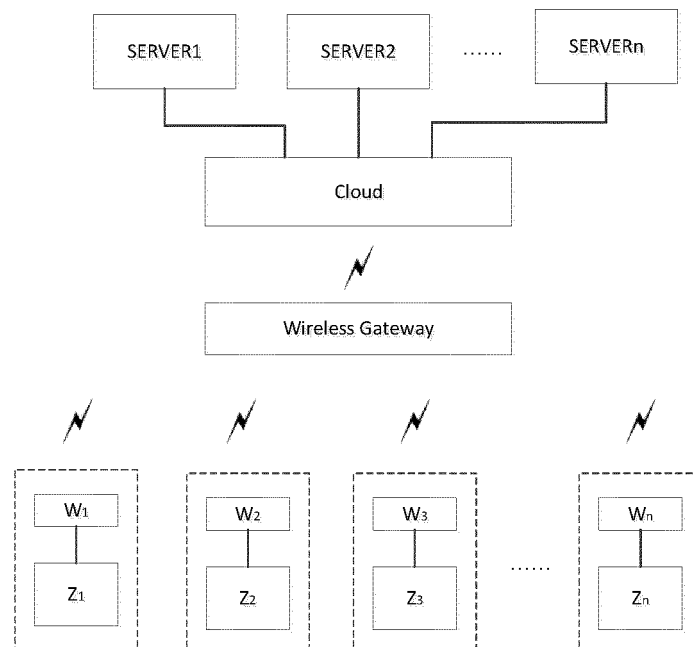 SERVER1
SERVER2
......
SERVERn
Cloud
Wireless Gateway
W1
W2
W3
Wn
......
Z1
Z2
Z3
Zn